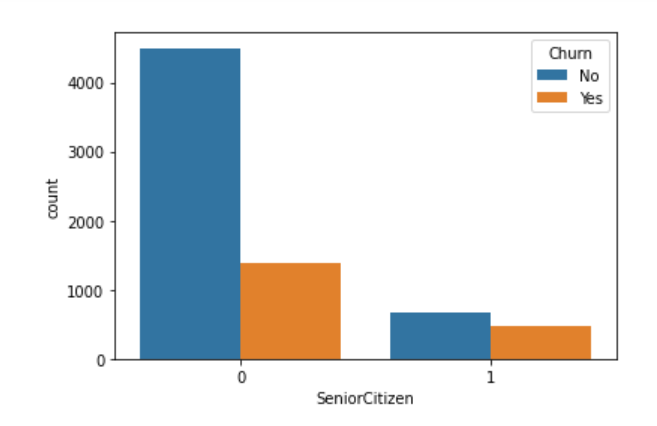 Churn
No
Yes
4000
3000
2000
1000
0
count
0 1
SeniorCitizen